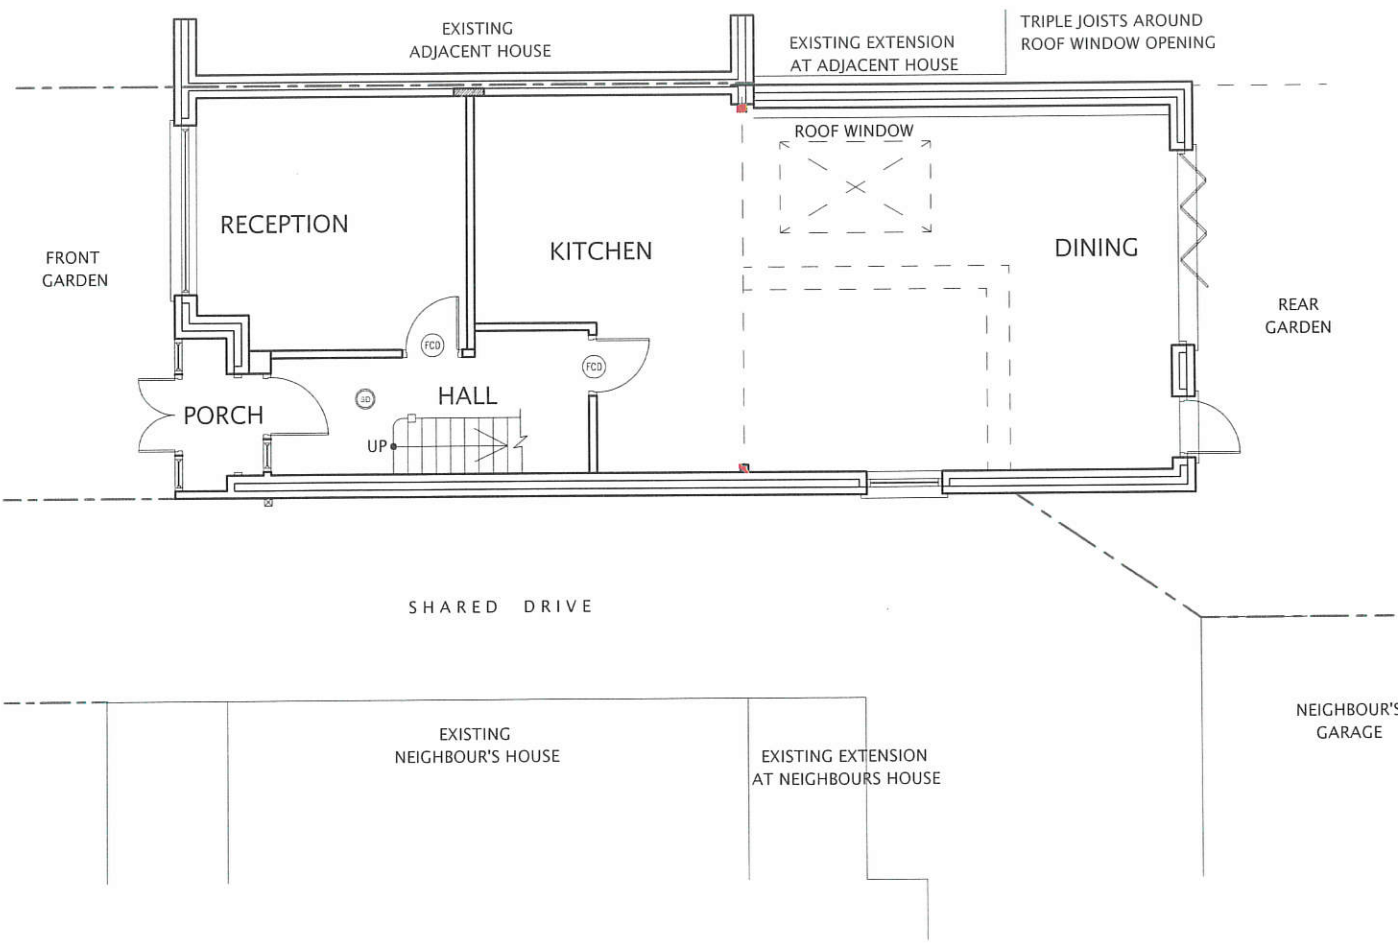 EXISTING
ADJACENT HOUSE
EXISTING EXTENSION
AT ADJACENT HOUSE
TRIPLE JOISTS AROUND
ROOF WINDOW OPENING
ROOF WINDOW
RECEPTION
KITCHEN
DINING
FRONT
GARDEN
REAR
GARDEN
FCD
FCD
SD
HALL
PORCH
UP
SHARED DRIVE
EXISTING
NEIGHBOUR'S HOUSE
EXISTING EXTENSION
AT NEIGHBOURS HOUSE
NEIGHBOUR'S
GARAGE